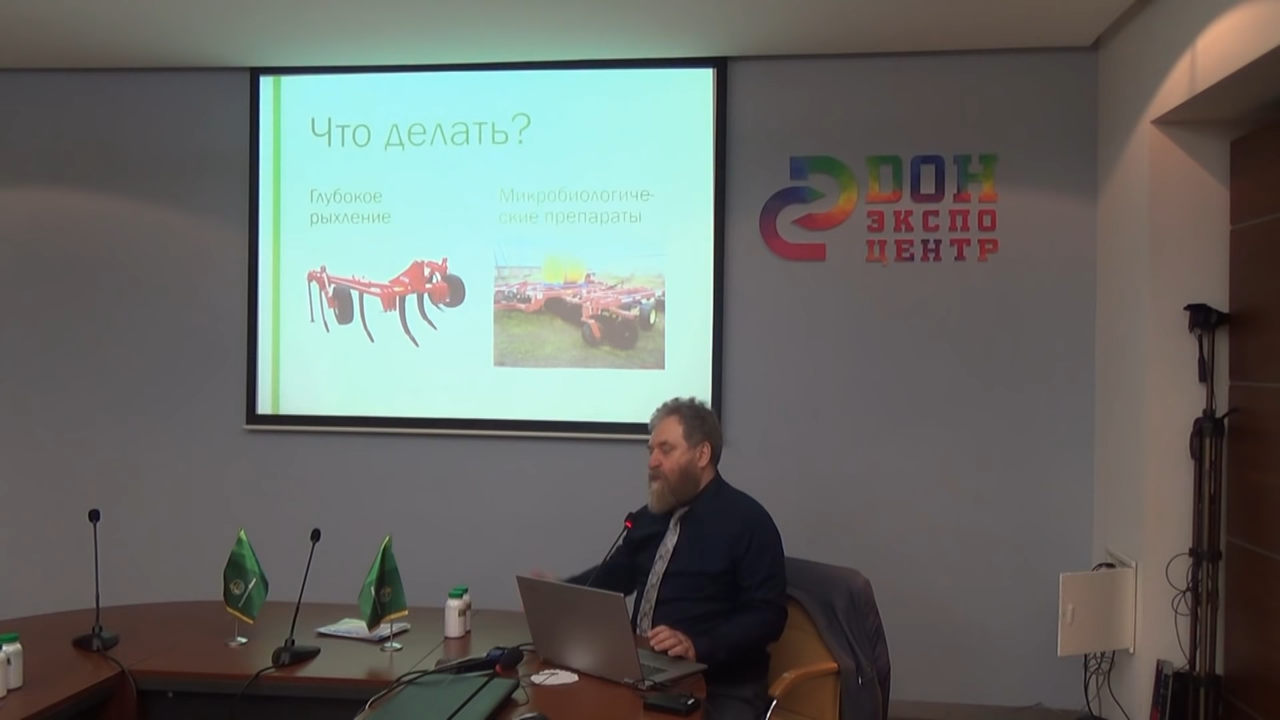 Что делать?
Глубокое
рыхление
Микробиологиче-
ские препараты
ДОН
ЭКСПО
ЦЕНТР